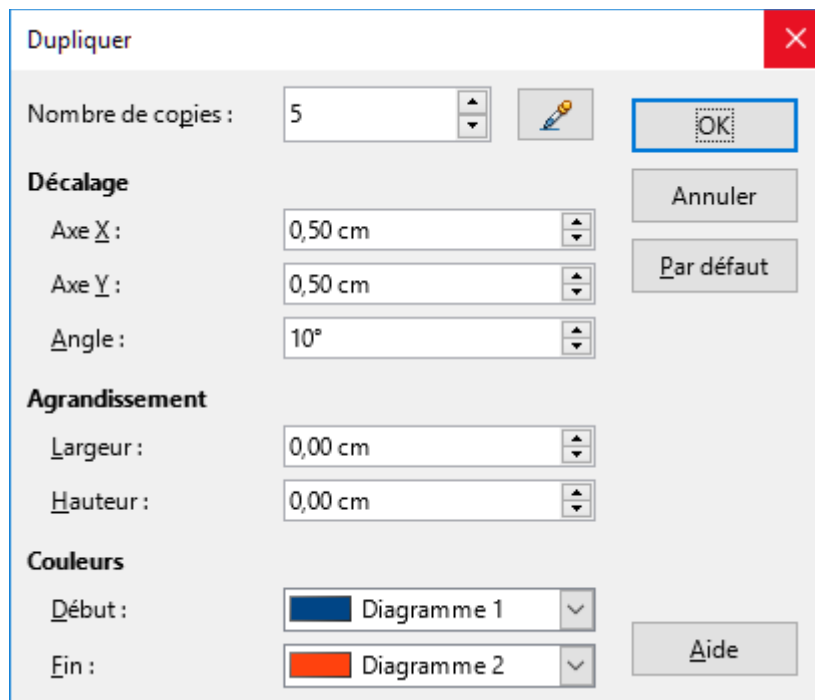 Dupliquer
Nombre de copies : 5
OK
Décalage
Annuler
Axe X : 0,50 cm
Par défaut
Axe Y : 0,50 cm
Angle : 10°
Agrandissement
Largeur : 0,00 cm
Hauteur : 0,00 cm
Couleurs
Début : Diagramme 1
Fin : Diagramme 2
Aide